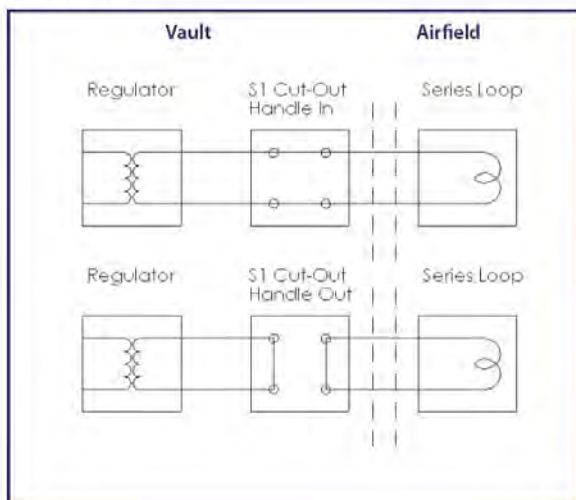 Vault Airfield
Regulator S1 Cut-Out Series Loop
Handle In
Regulator S1 Cut-Out Series Loop
Handle Out